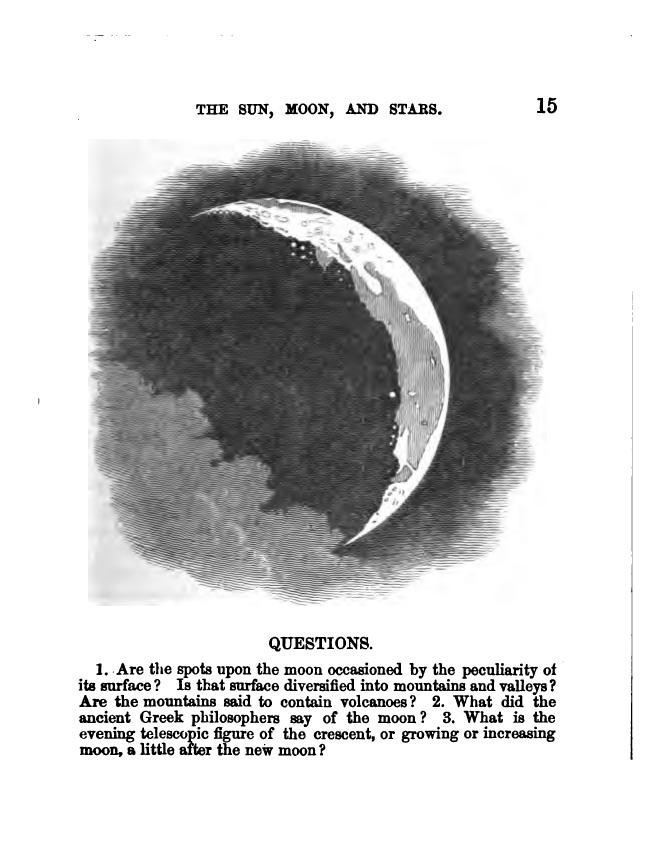 THE SUN, MOON, AND STARS. 15
QUESTIONS.
1. Are the spots upon the moon occasioned by the peculiarity of
its surface? Is that surface diversified into mountains and valleys?
Are the mountains said to contain volcanoes? 2. What did the
ancient Greek philosophers say of the moon? 3. What is the
evening telescopic figure of the crescent, or growing or increasing
moon, a little after the new moon?